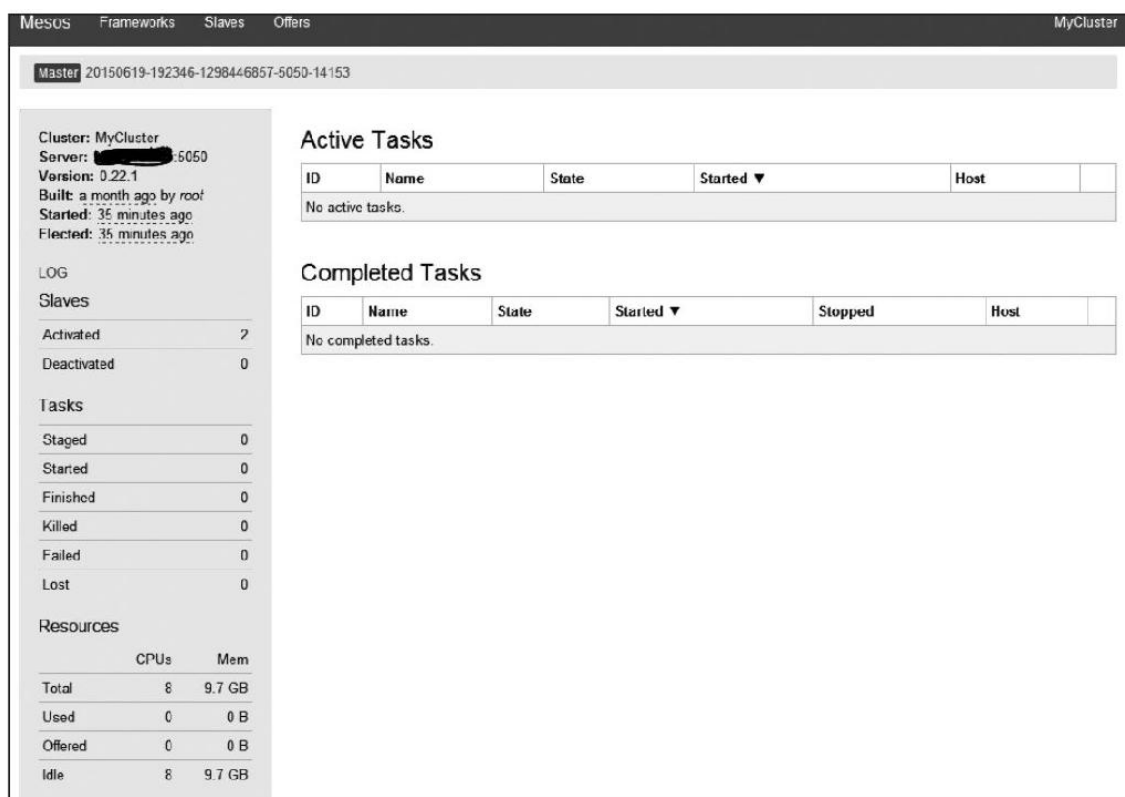 Mesos Frameworks Slaves Offers MyCluster
Master 20150619-192346-1298446857-5050-14153
Cluster: MyCluster
Server: :5050
Version: 0.22.1
Built: a month ago by root
Started: 35 minutes ago
Elected: 35 minutes ago
LOG
Slaves
Activated 2
Deactivated 0
Tasks
Staged 0
Started 0
Finished 0
Killed 0
Failed 0
Lost 0
Resources
CPUs Mem
Total 8 9.7 GB
Used 0 0 B
Offered 0 0 B
Idle 8 9.7 GB
Active Tasks
ID Name State Started ▼ Host
No active tasks.
Completed Tasks
ID Name State Started ▼ Stopped Host
No completed tasks.